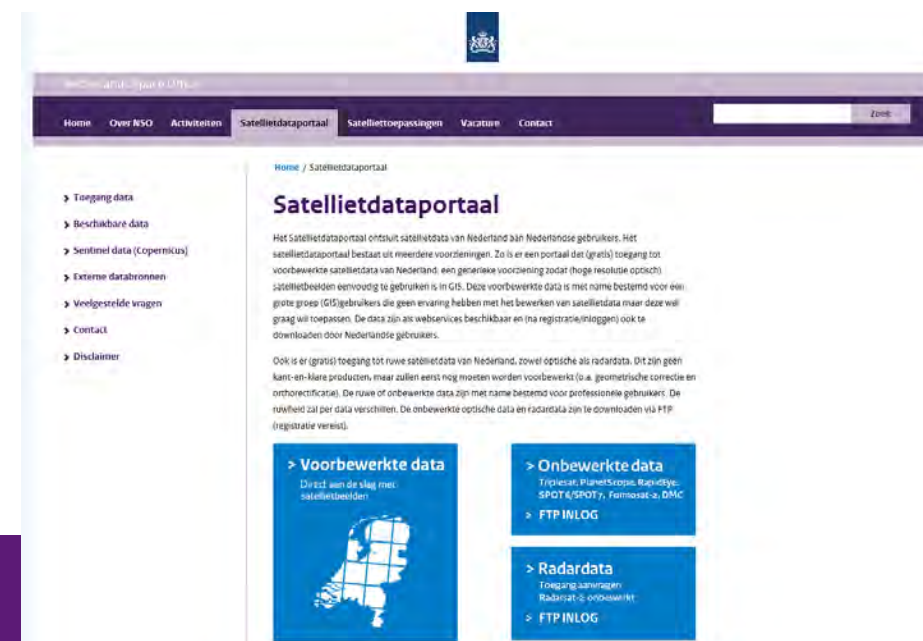 Netherlands Space Office
Home Over NSO Activiteiten Satellietdataportaal Satelliettoepassingen Vacature Contact Zoek
Home / Satellietdataportaal
> Toegang data
> Beschikbare data
> Sentinel data (Copernicus)
> Externe databronnen
> Veelgestelde vragen
> Contact
> Disclaimer
Satellietdataportaal
Het Satellietdataportaal ontsluit satellietdata van Nederland aan Nederlandse gebruikers. Het
satellietdataportaal bestaat uit meerdere voorzieningen. Zo is er een portaal dat (gratis) toegang tot
voorbewerkte satellietdata van Nederland, een generieke voorziening zodat (hoge resolutie optisch)
satellietbeelden eenvoudig te gebruiken is in GIS. Deze voorbewerkte data is met name bestemd voor een
grote groep (GIS)gebruikers die geen ervaring hebben met het bewerken van satellietdata maar deze wel
graag wil toepassen. De data zijn als webservices beschikbaar en (na registratie/inloggen) ook te
downloaden door Nederlandse gebruikers.
Ook is er (gratis) toegang tot ruwe satellietdata van Nederland, zowel optische als radardata. Dit zijn geen
kant-en-klare producten, maar zullen eerst nog moeten worden voorbewerkt (o.a. geometrische correctie en
orthorectificatie). De ruwe of onbewerkte data zijn met name bestemd voor professionele gebruikers. De
ruwheid zal per data verschillen. De onbewerkte optische data en radardata zijn te downloaden via FTP
(registratie vereist).
> Voorbewerkte data
Direct aan de slag met
satellietbeelden
> Onbewerkte data
Triplesat, PlanetScope, RapidEye,
SPOT6/SPOT7, Formosat-2, DMC
> FTP INLOG
> Radardata
Toegang aanvragen
Radarsat-2 onbewerkt
> FTP INLOG